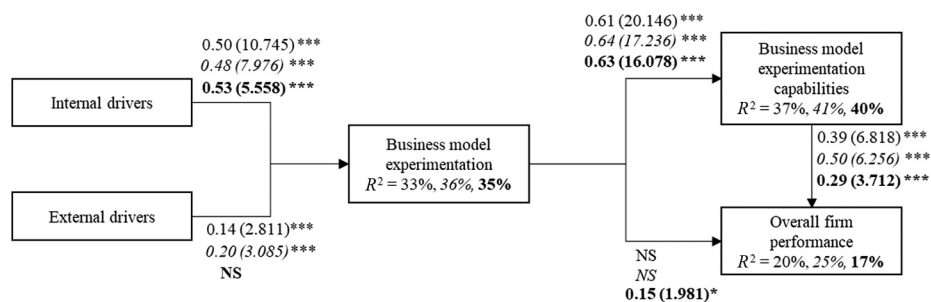 0.50 (10.745) ***
0.48 (7.976) ***
0.53 (5.558) ***
Internal drivers
External drivers
0.14 (2.811)***
0.20 (3.085)***
NS
Business model
experimentation
R² = 33%, 36%, 35%
0.61 (20.146) ***
0.64 (17.236) ***
0.63 (16.078) ***
Business model
experimentation
capabilities
R² = 37%, 41%, 40%
0.39 (6.818) ***
0.50 (6.256) ***
0.29 (3.712)***
Overall firm
performance
R² = 20%, 25%, 17%
NS
NS
0.15 (1.981)*